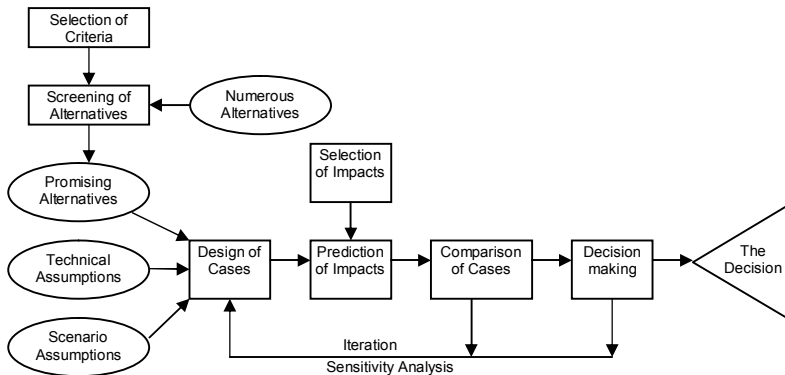 Selection of
Criteria
Screening of
Alternatives
Numerous
Alternatives
Promising
Alternatives
Selection
of Impacts
Technical
Assumptions
Design of
Cases
Prediction
of Impacts
Comparison
of Cases
Decision
making
The
Decision
Scenario
Assumptions
Iteration
Sensitivity Analysis